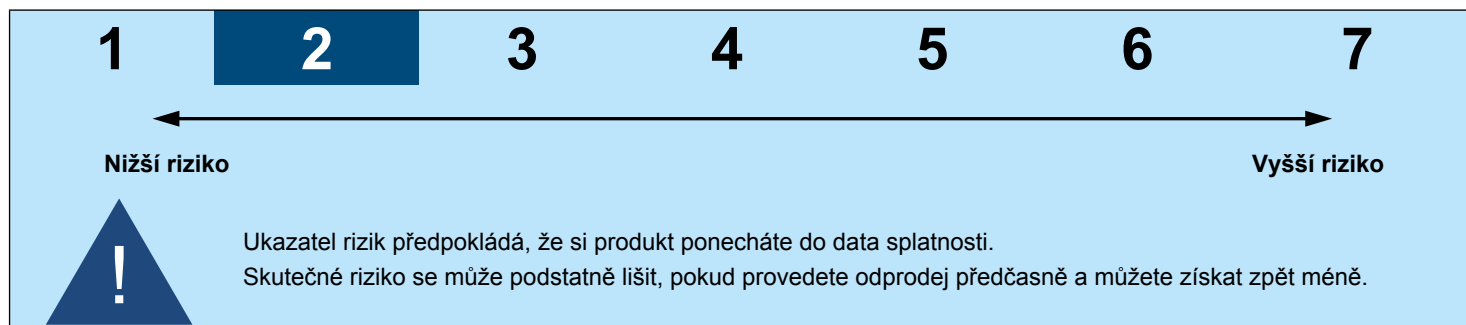 1 2 3 4 5 6 7
Nižší riziko Vyšší riziko
! Ukazatel rizik předpokládá, že si produkt ponecháte do data splatnosti.
Skutečné riziko se může podstatně lišit, pokud provedete odprodej předčasně a můžete získat zpět méně.